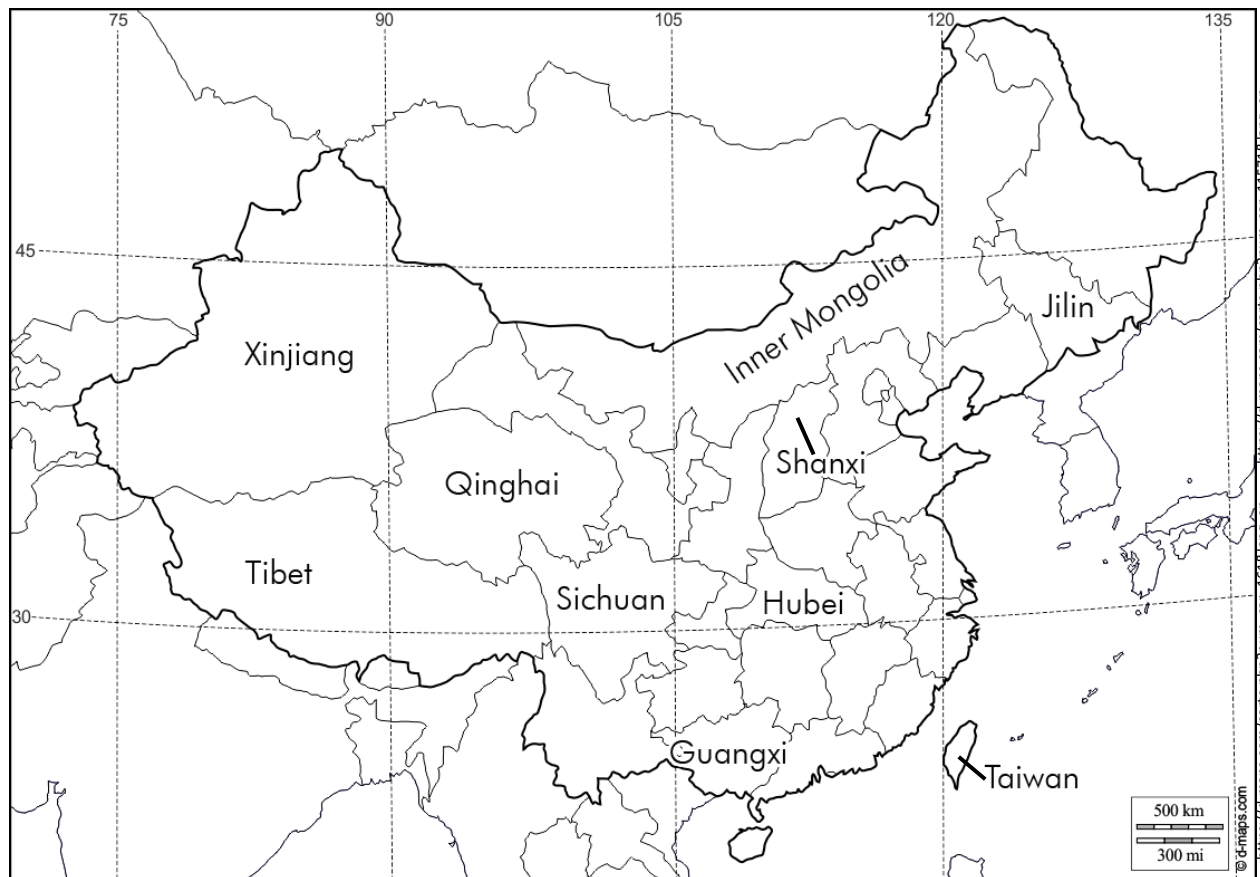 75 90 105 120 135
45
Inner Mongolia
Jilin
Xinjiang
Shanxi
Qinghai
Tibet
Sichuan
Hubei
30
Guangxi
Taiwan
500 km
300 mi
© d-maps.com